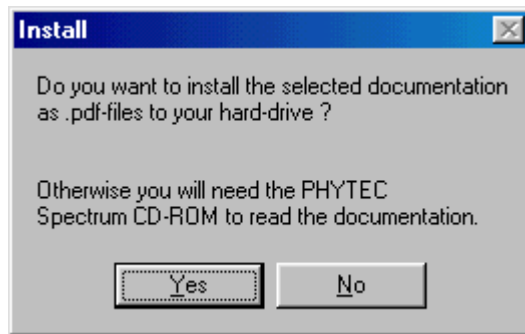 Install
Do you want to install the selected documentation
as .pdf-files to your hard-drive ?
Otherwise you will need the PHYTEC
Spectrum CD-ROM to read the documentation.
Yes
No